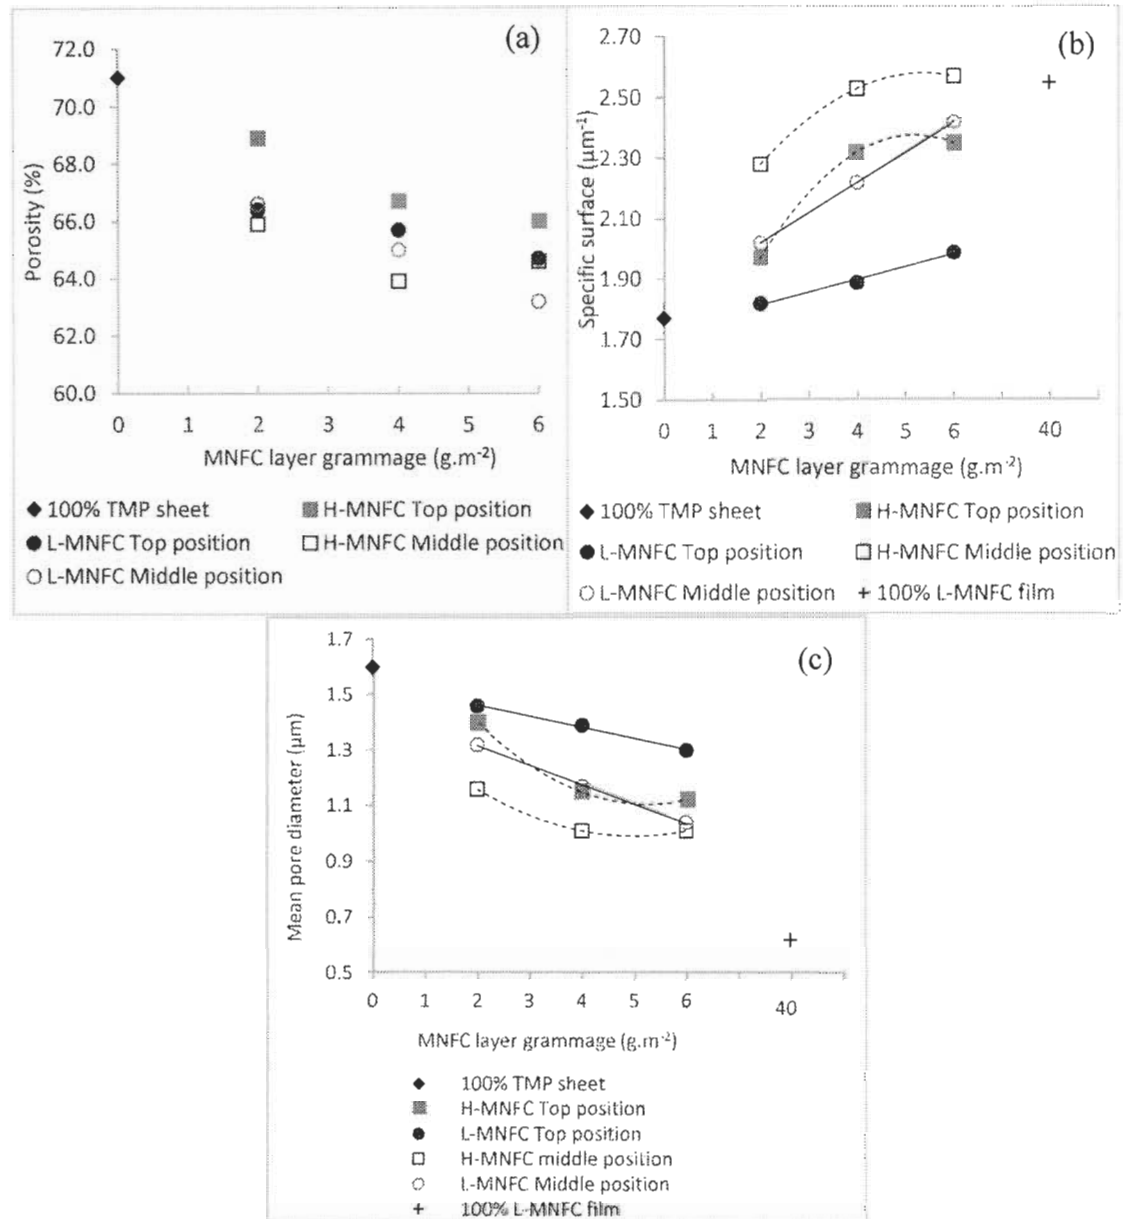 (a)
72.0
70.0
68.0
66.0
64.0
62.0
60.0
Porosity (%)
0 1 2 3 4 5 6
MNFC layer grammage (g.m⁻²)
100% TMP sheet
H-MNFC Top position
L-MNFC Top position
H-MNFC Middle position
L-MNFC Middle position
(b)
2.70
2.50
2.30
2.10
1.90
1.70
1.50
Specific surface (µm⁻¹)
0 1 2 3 4 5 6 40
MNFC layer grammage (g.m⁻²)
100% TMP sheet
H-MNFC Top position
L-MNFC Top position
H-MNFC Middle position
L-MNFC Middle position
100% L-MNFC film
(c)
1.7
1.5
1.3
1.1
0.9
0.7
0.5
Mean pore diameter (µm)
0 1 2 3 4 5 6 40
MNFC layer grammage (g.m⁻²)
100% TMP sheet
H-MNFC Top position
L-MNFC Top position
H-MNFC middle position
L-MNFC Middle position
100% L-MNFC film